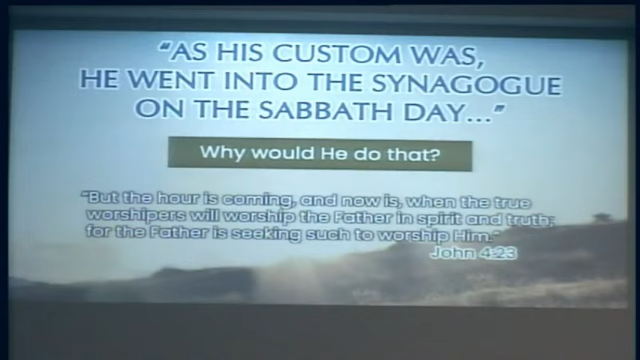 “AS HIS CUSTOM WAS,
HE WENT INTO THE SYNAGOGUE
ON THE SABBATH DAY...”
Why would He do that?
“But the hour is coming, and now is, when the true
worshipers will worship the Father in spirit and truth;
for the Father is seeking such to worship Him.”
John 4:23